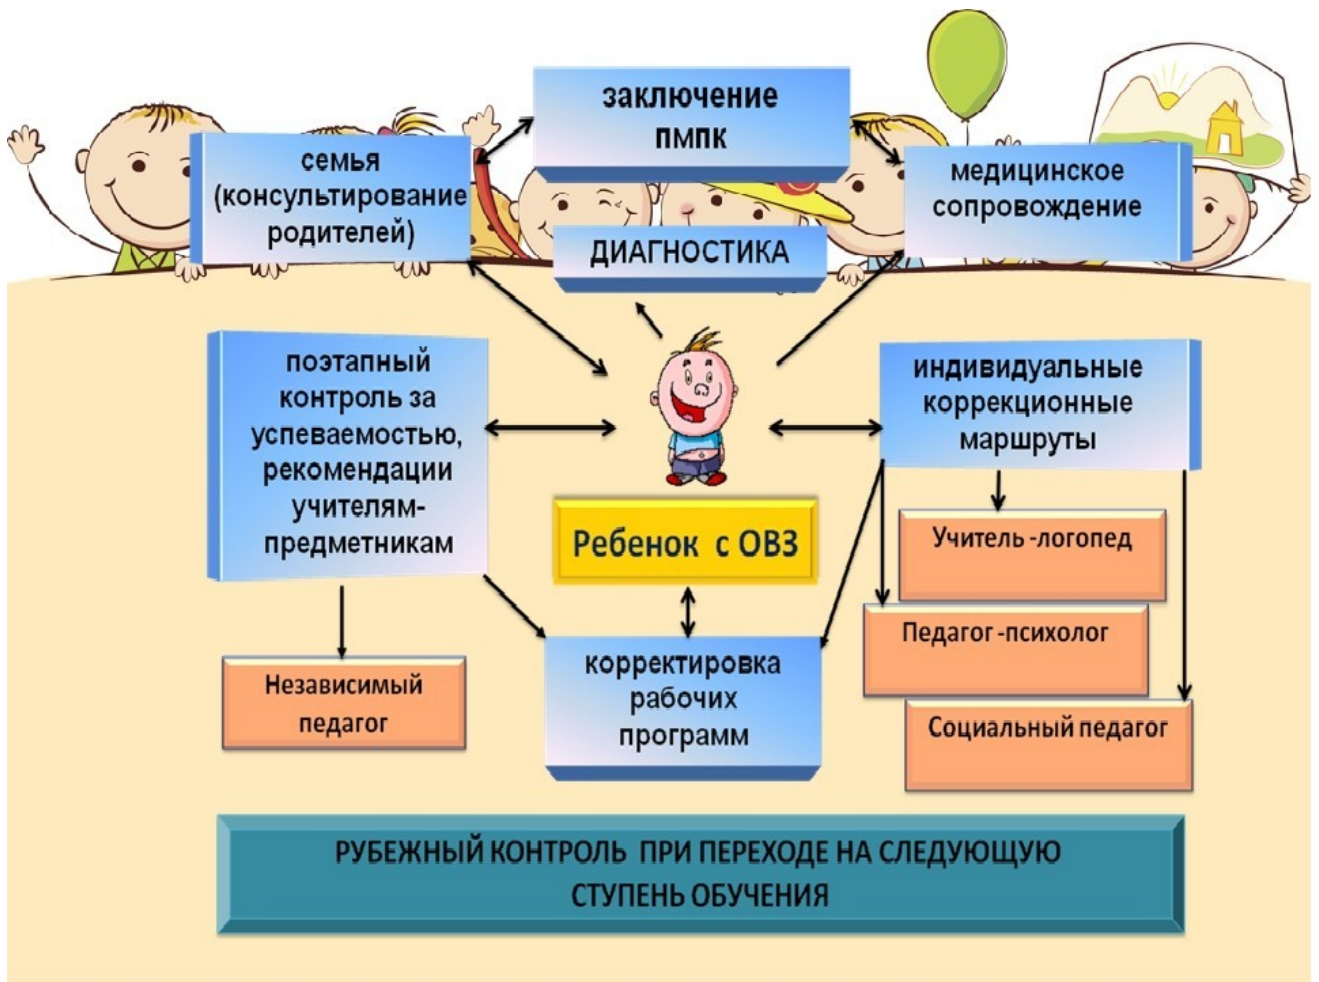 заключение
пмпк
семья
(консультирование
родителей)
медицинское
сопровождение
ДИАГНОСТИКА
поэтапный
контроль за
успеваемостью,
рекомендации
учителям-
предметникам
индивидуальные
коррекционные
маршруты
Ребенок с ОВЗ
Учитель -логопед
Педагог -психолог
Социальный педагог
Независимый
педагог
корректировка
рабочих
программ
РУБЕЖНЫЙ КОНТРОЛЬ ПРИ ПЕРЕХОДЕ НА СЛЕДУЮЩУЮ
СТУПЕНЬ ОБУЧЕНИЯ